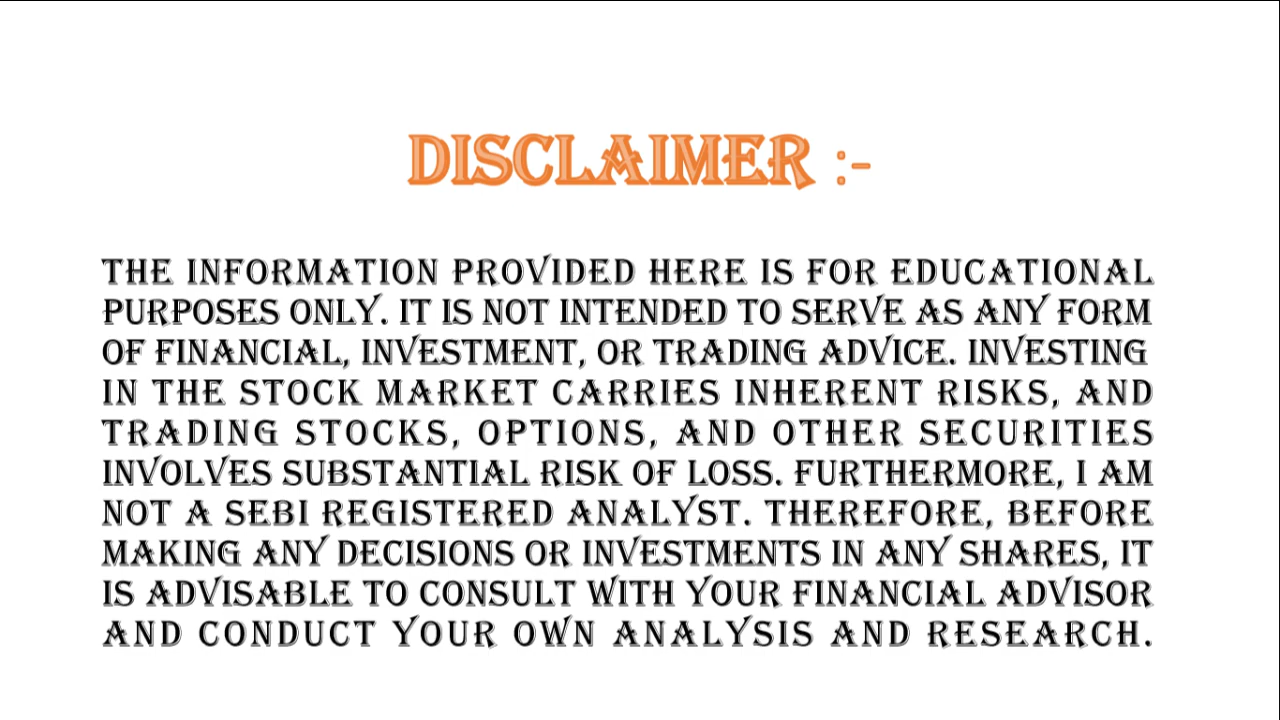 DISCLAIMER :-
THE INFORMATION PROVIDED HERE IS FOR EDUCATIONAL
PURPOSES ONLY. IT IS NOT INTENDED TO SERVE AS ANY FORM
OF FINANCIAL, INVESTMENT, OR TRADING ADVICE. INVESTING
IN THE STOCK MARKET CARRIES INHERENT RISKS, AND
TRADING STOCKS, OPTIONS, AND OTHER SECURITIES
INVOLVES SUBSTANTIAL RISK OF LOSS. FURTHERMORE, I AM
NOT A SEBI REGISTERED ANALYST. THEREFORE, BEFORE
MAKING ANY DECISIONS OR INVESTMENTS IN ANY SHARES, IT
IS ADVISABLE TO CONSULT WITH YOUR FINANCIAL ADVISOR
AND CONDUCT YOUR OWN ANALYSIS AND RESEARCH.